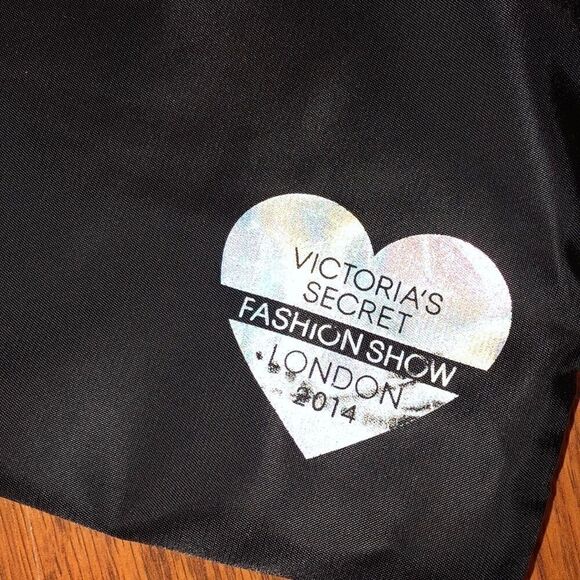 VICTORIA'S
SECRET
FASHION SHOW
LONDON
2014